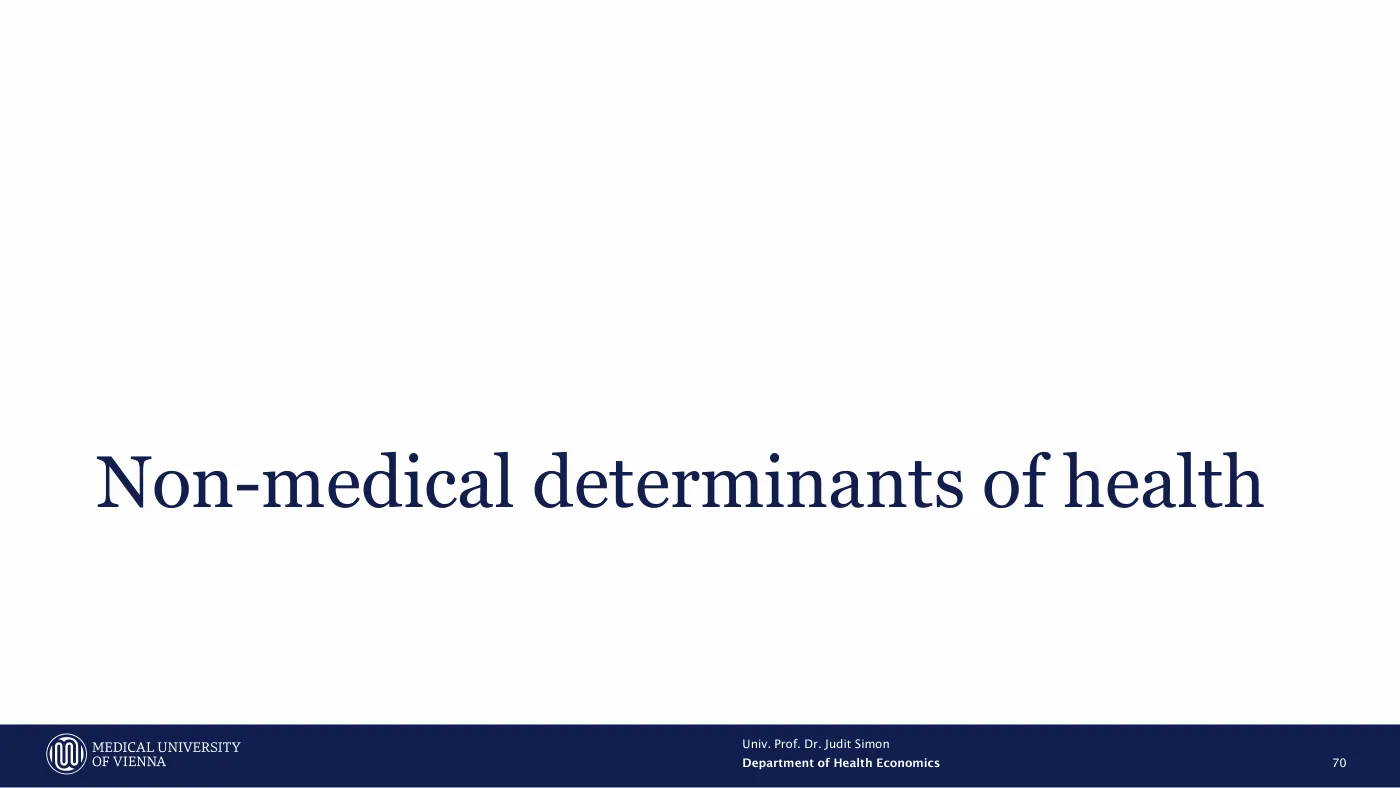 Non-medical determinants of health
MEDICAL UNIVERSITY
OF VIENNA
Univ. Prof. Dr. Judit Simon
Department of Health Economics
70